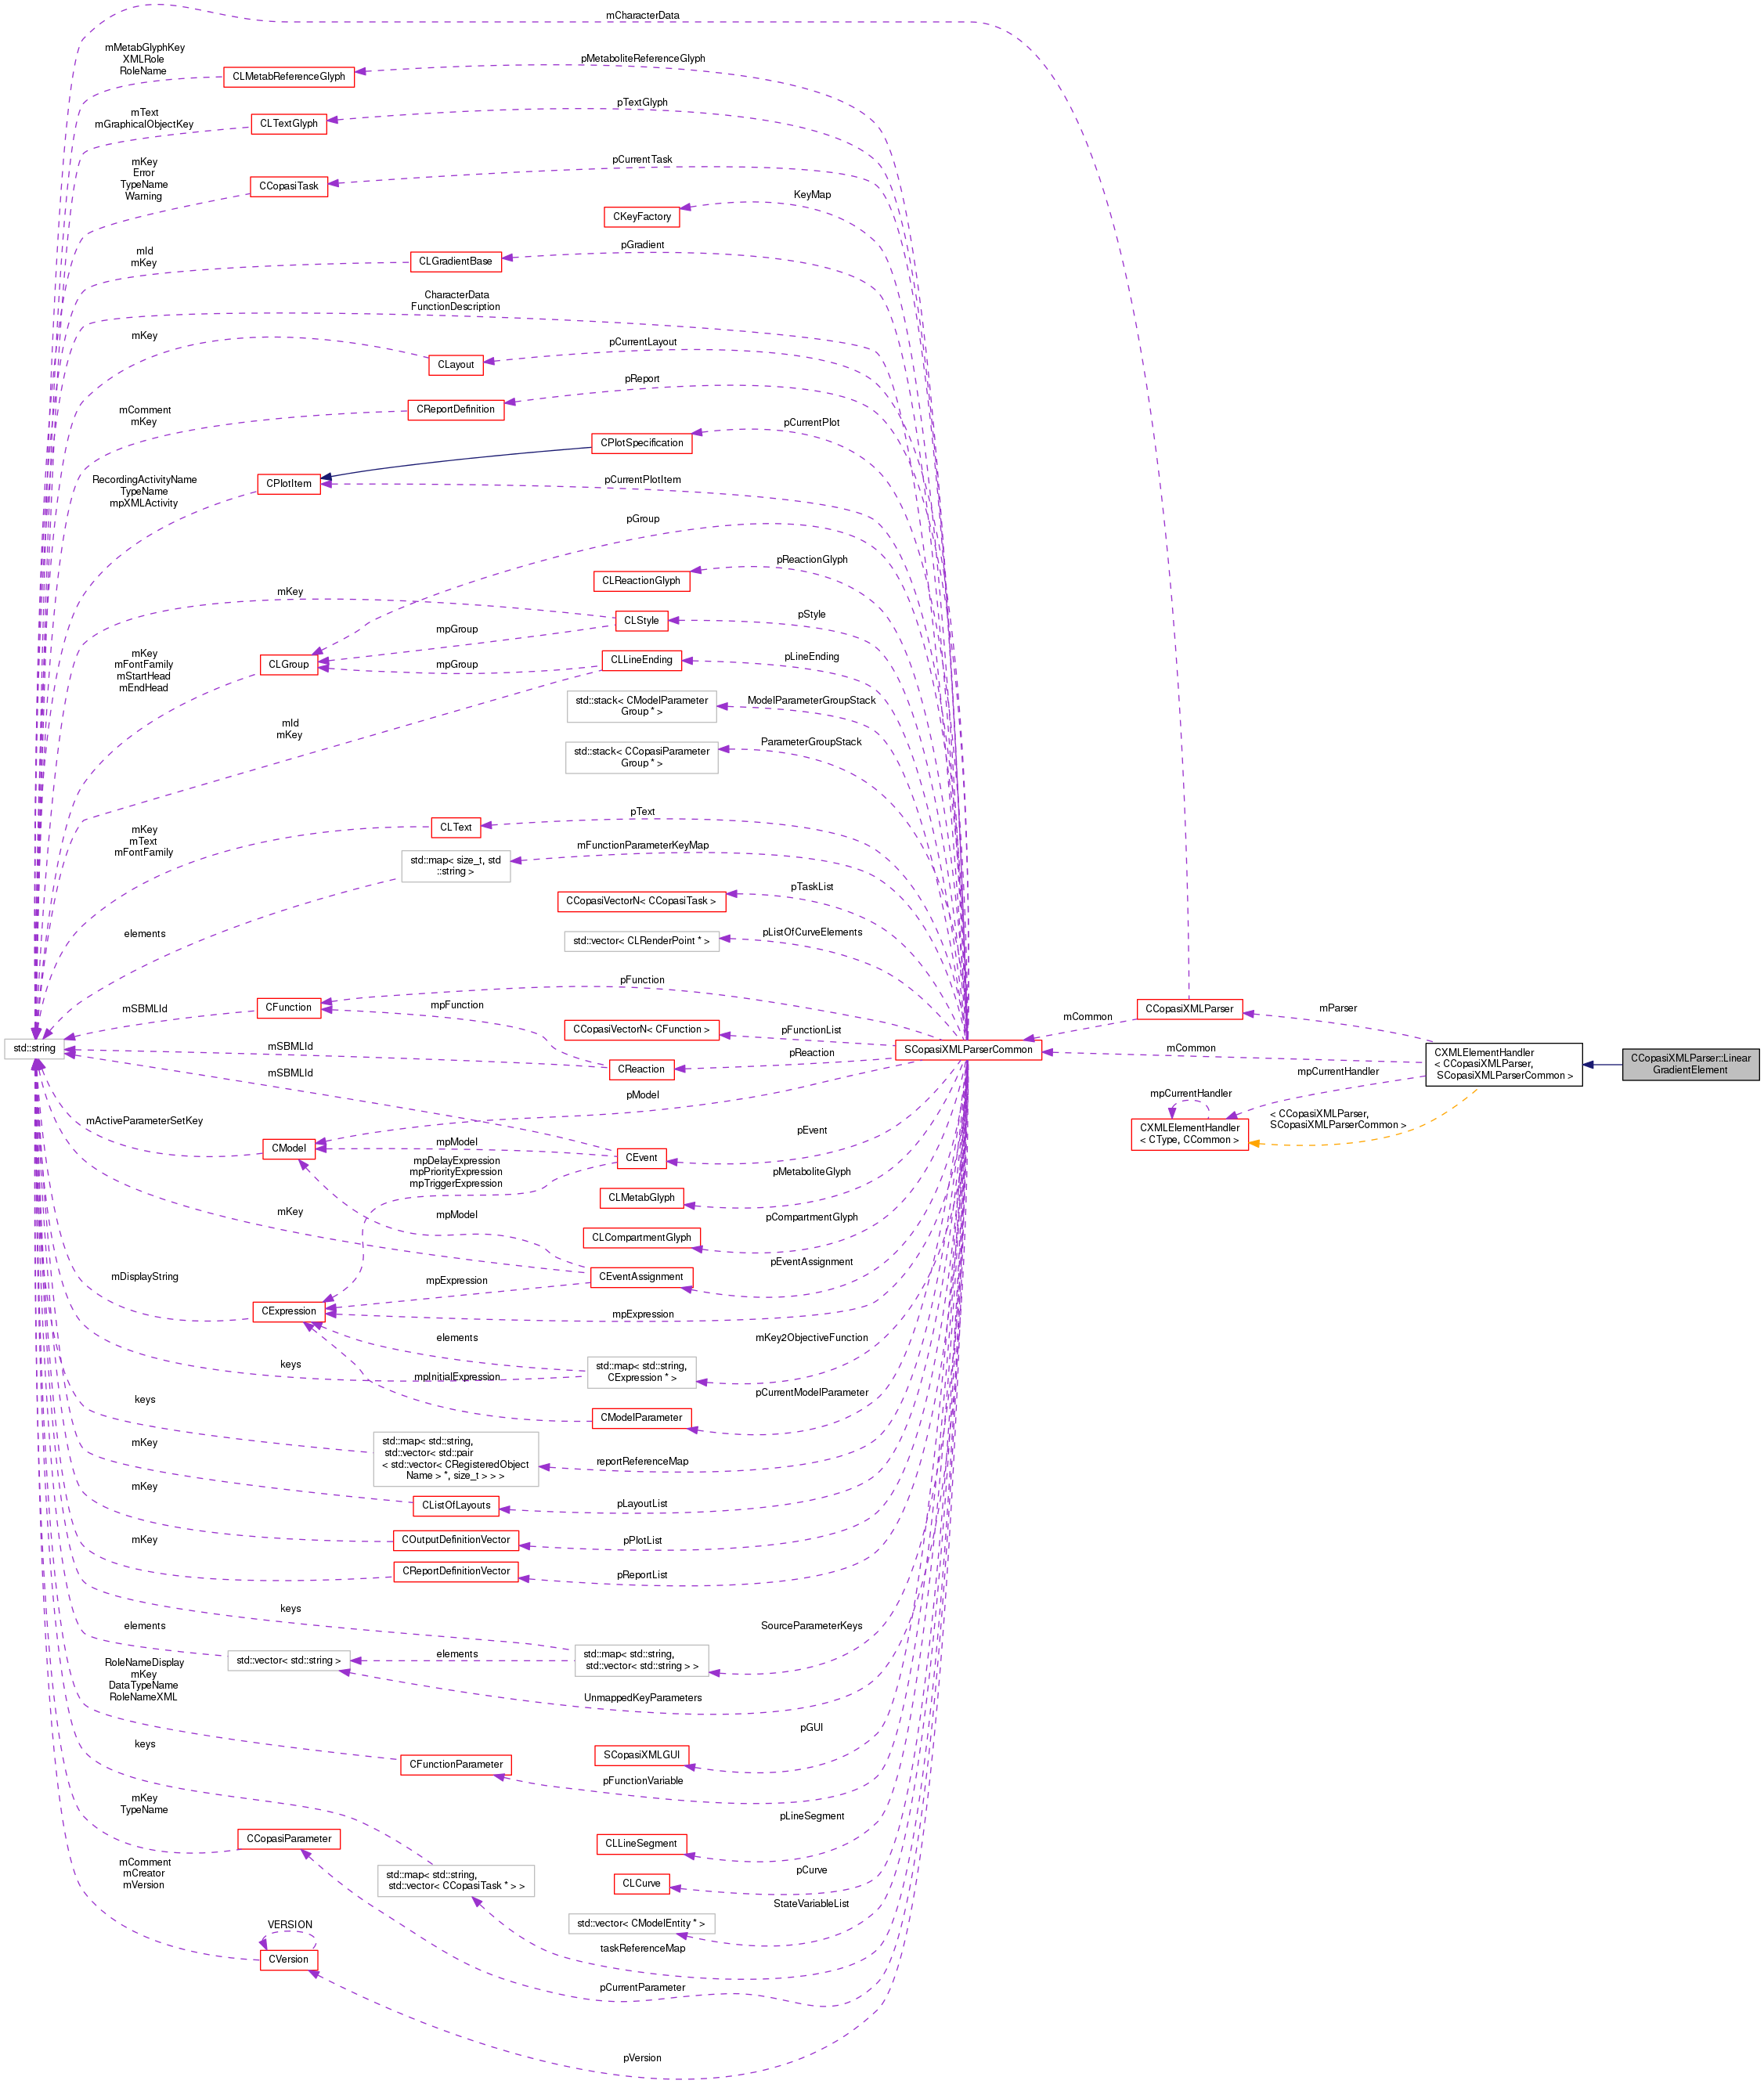 mCharacterData
mMetabGlyphKey
XMLRole
RoleName
CLMetabReferenceGlyph
pMetaboliteReferenceGlyph
mText
mGraphicalObjectKey
CLTextGlyph
pTextGlyph
mKey
Error
TypeName
Warning
CCopasiTask
pCurrentTask
CKeyFactory
KeyMap
mId
mKey
CLGradientBase
pGradient
CharacterData
FunctionDescription
mKey
CLayout
pCurrentLayout
mComment
mKey
CReportDefinition
pReport
CPlotSpecification
pCurrentPlot
RecordingActivityName
TypeName
mpXMLActivity
CPlotItem
pCurrentPlotItem
pGroup
CLReactionGlyph
pReactionGlyph
mKey
CLStyle
pStyle
mpGroup
mKey
mFontFamily
mStartHead
mEndHead
CLGroup
mpGroup
CLLineEnding
pLineEnding
mId
mKey
std::stack< CModelParameter
Group * >
ModelParameterGroupStack
std::stack< CCopasiParameter
Group * >
ParameterGroupStack
mKey
mText
mFontFamily
CLText
pText
std::map< size_t, std
::string >
mFunctionParameterKeyMap
elements
CCopasiVectorN< CCopasiTask >
pTaskList
std::vector< CLRenderPoint * >
pListOfCurveElements
mSBMLId
CFunction
pFunction
mpFunction
CCopasiVectorN< CFunction >
pFunctionList
std::string
mSBMLId
CReaction
pReaction
SCopasiXMLParserCommon
mCommon
CCopasiXMLParser
mParser
mCommon
CXMLElementHandler
< CCopasiXMLParser,
SCopasiXMLParserCommon >
CCopasiXMLParser::Linear
GradientElement
mpCurrentHandler
mpCurrentHandler
CXMLElementHandler
< CType, CCommon >
< CCopasiXMLParser,
SCopasiXMLParserCommon >
mSBMLId
pModel
mActiveParameterSetKey
CModel
mpModel
CEvent
pEvent
mpDelayExpression
mpPriorityExpression
mpTriggerExpression
CLMetabGlyph
pMetaboliteGlyph
mKey
mpModel
CLCompartmentGlyph
pCompartmentGlyph
CEventAssignment
pEventAssignment
mDisplayString
CExpression
mpExpression
mpExpression
elements
keys
std::map< std::string,
CExpression * >
mKey2ObjectiveFunction
mpInitialExpression
CModelParameter
pCurrentModelParameter
keys
std::map< std::string,
std::vector< std::pair
< std::vector< CRegisteredObject
Name > *, size_t > > >
reportReferenceMap
mKey
CListOfLayouts
pLayoutList
mKey
COutputDefinitionVector
pPlotList
mKey
CReportDefinitionVector
pReportList
keys
elements
std::vector< std::string >
elements
std::map< std::string,
std::vector< std::string > >
SourceParameterKeys
UnmappedKeyParameters
RoleNameDisplay
mKey
DataTypeName
RoleNameXML
SCopasiXMLGUI
pGUI
CFunctionParameter
pFunctionVariable
keys
mKey
TypeName
CCopasiParameter
CLLineSegment
pLineSegment
std::map< std::string,
std::vector< CCopasiTask * > >
CLCurve
pCurve
std::vector< CModelEntity * >
StateVariableList
mComment
mCreator
mVersion
VERSION
CVersion
taskReferenceMap
pCurrentParameter
pVersion